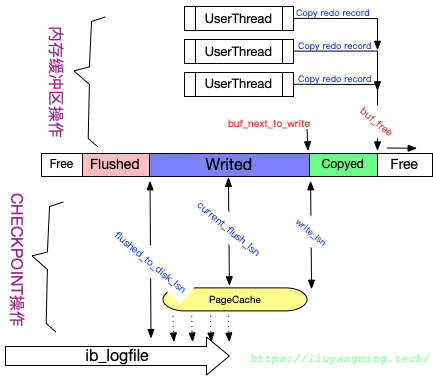 UserThread
Copy redo record
UserThread
Copy redo record
UserThread
Copy redo record
内存缓冲区操作
buf_next_to_write
buf_free
Free
Flushed
Writed
Copyed
Free
CHECKPOINT操作
flushed_to_disk_lsn
current_flush_lsn
write_lsn
PageCache
ib_logfile
https://liuyangming.tech/